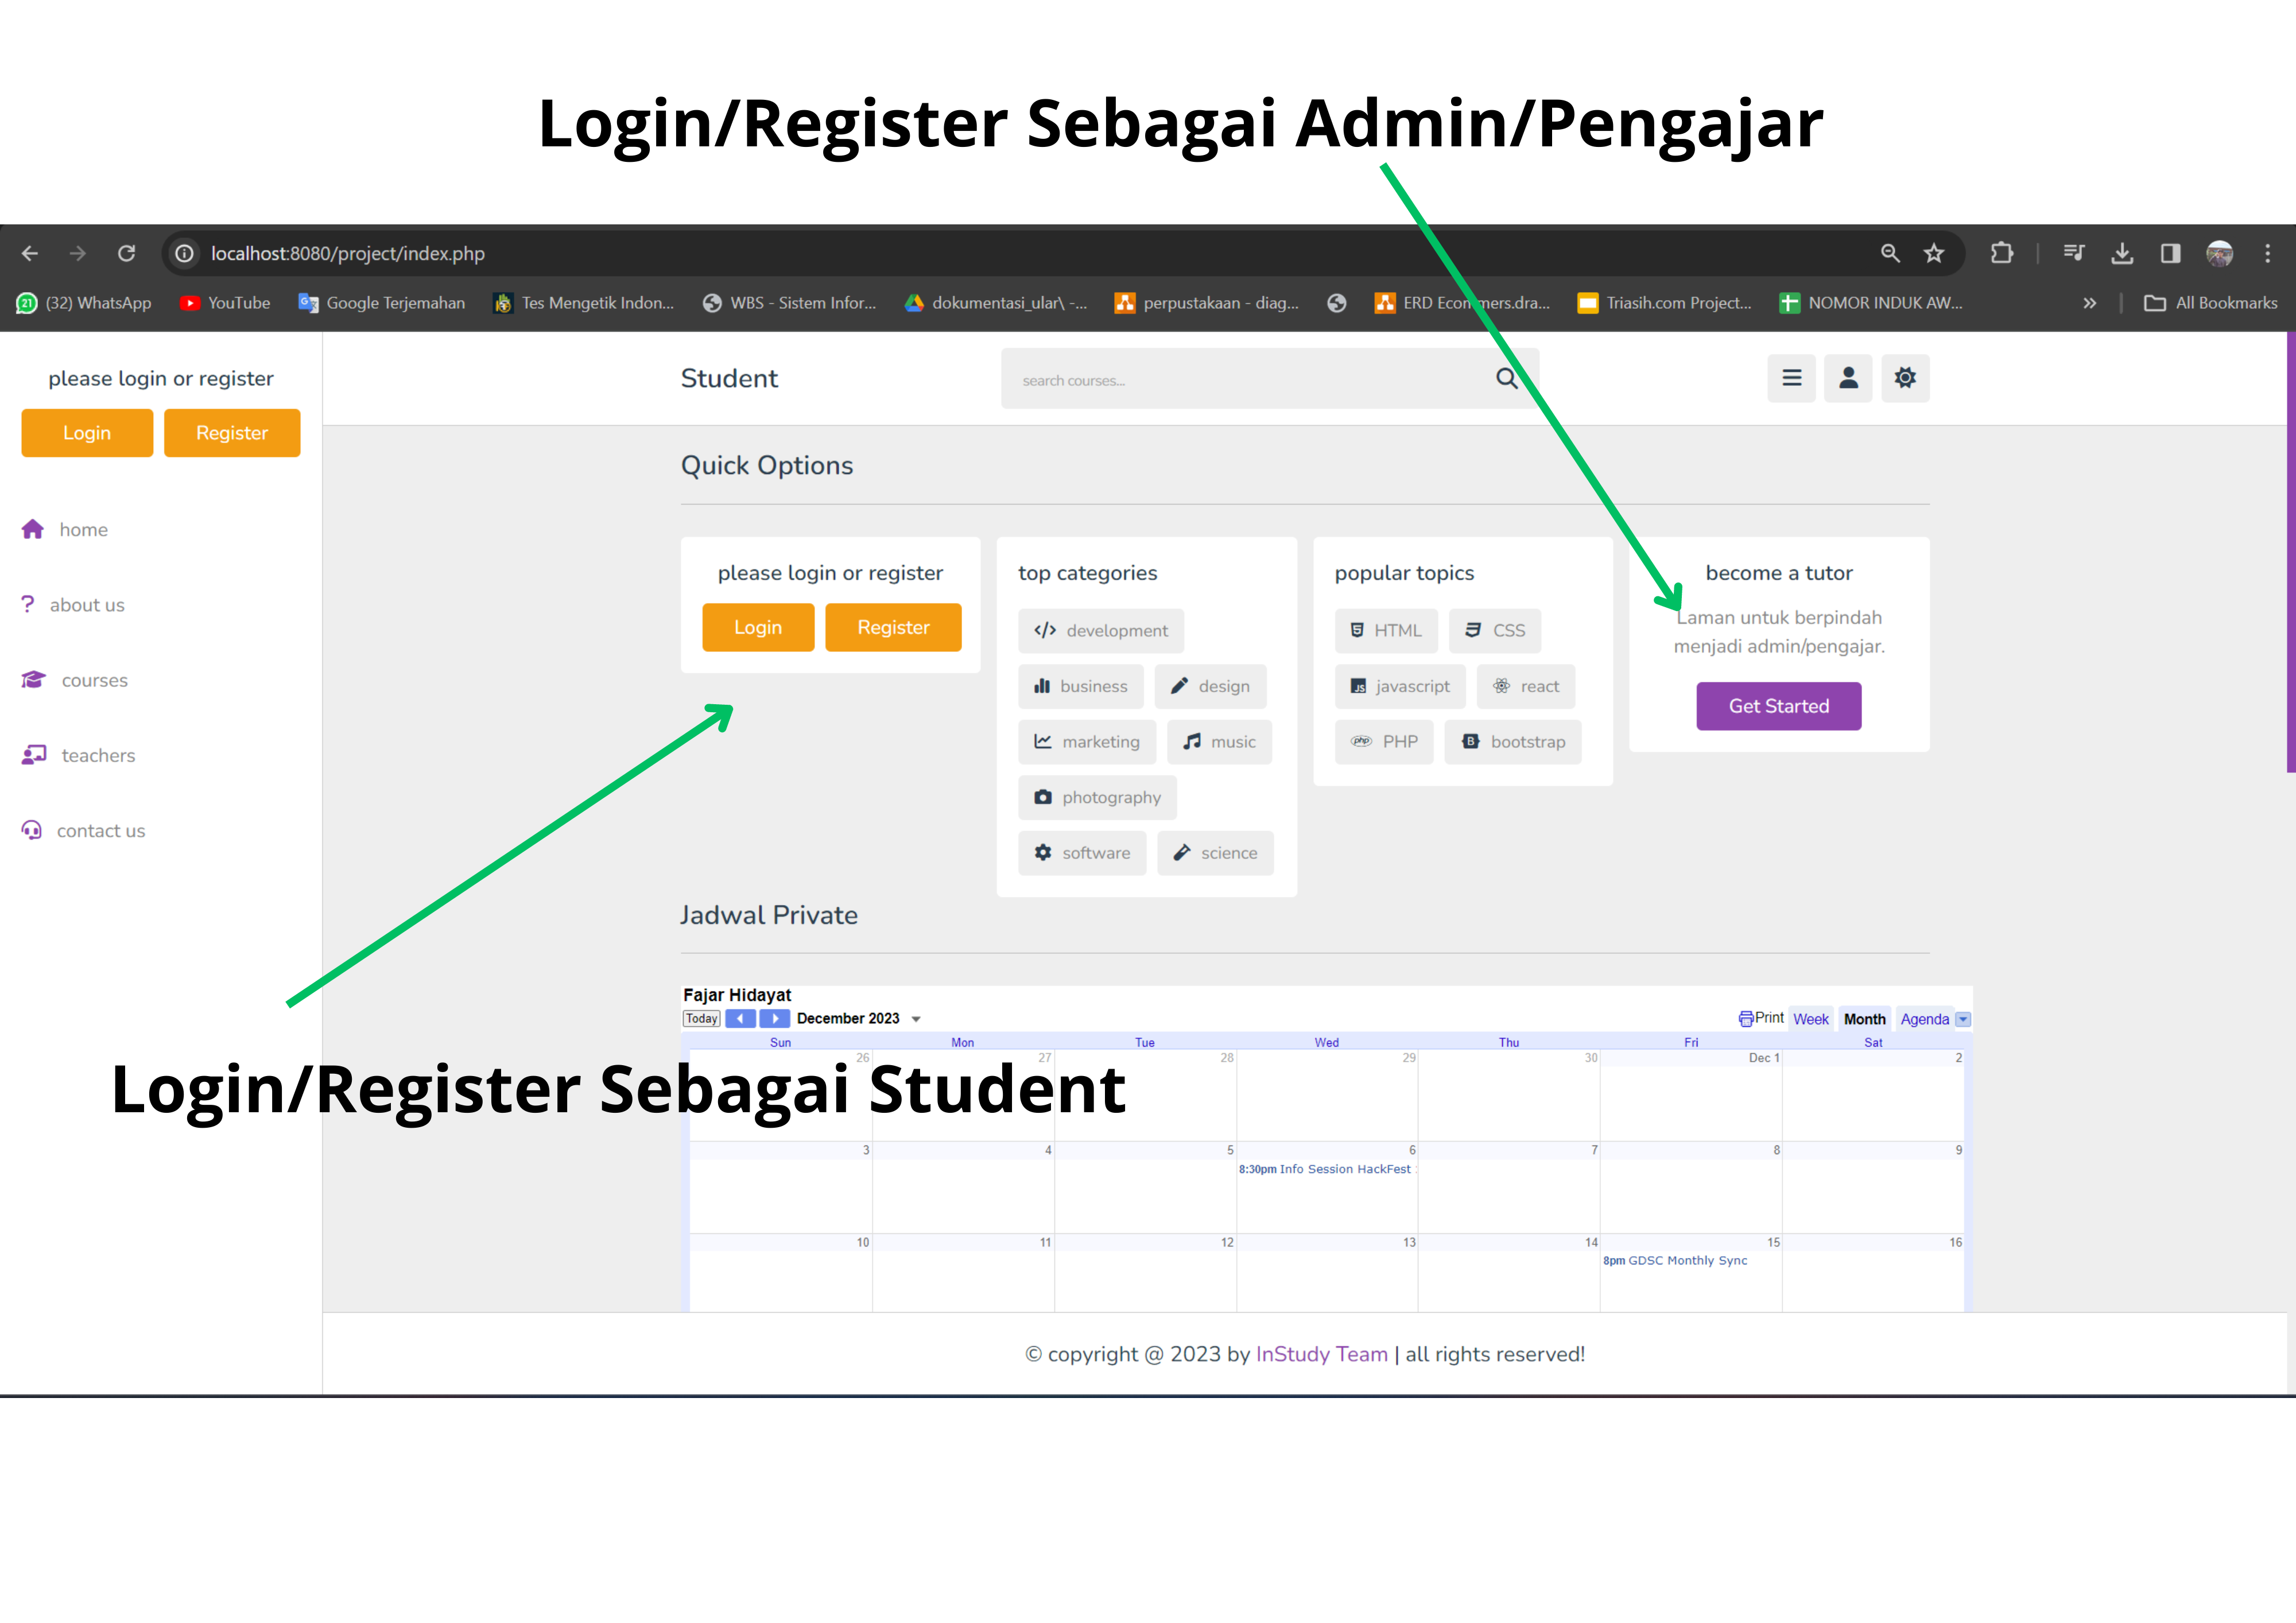 Login/Register Sebagai Admin/Pengajar
localhost:8080/project/index.php
21 (32) WhatsApp YouTube Google Terjemahan Tes Mengetik Indon... WBS - Sistem Infor... dokumentasi_ular\ -... perpustakaan - diag... ERD Ecommers.dra... Triasih.com Project... NOMOR INDUK AW... » All Bookmarks
please login or register
Login Register
home
about us
courses
teachers
contact us
Student
search courses...
Quick Options
please login or register
Login Register
top categories
development
business design
marketing music
photography
software science
popular topics
HTML CSS
javascript react
PHP bootstrap
become a tutor
Laman untuk berpindah
menjadi admin/pengajar.
Get Started
Jadwal Private
Fajar Hidayat
Today December 2023 Print Week Month Agenda
Sun Mon Tue Wed Thu Fri Sat
26 27 28 29 30 Dec 1 2
Login/Register Sebagai Student
3 4 5 6 7 8 9
8:30pm Info Session HackFest
10 11 12 13 14 15 16
8pm GDSC Monthly Sync
© copyright @ 2023 by InStudy Team | all rights reserved!